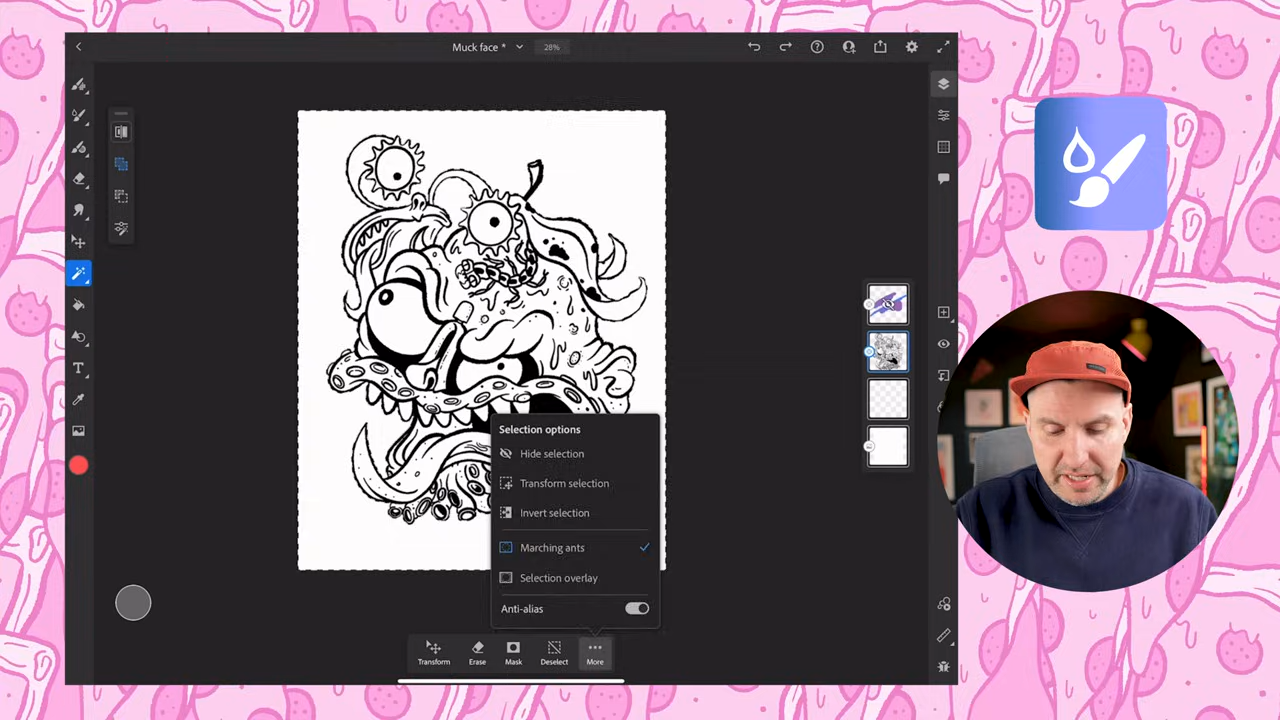 Muck face *
28%
T
Selection options
Hide selection
Transform selection
Invert selection
Marching ants
Selection overlay
Anti-alias
Transform
Erase
Mask
Deselect
More